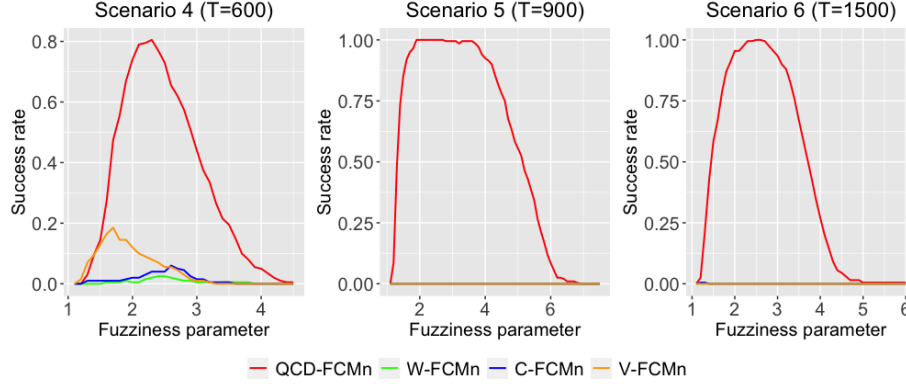 Scenario 4 (T=600)
Scenario 5 (T=900)
Scenario 6 (T=1500)
Success rate
0.8
0.6
0.4
0.2
0.0
1 2 3 4
Fuzziness parameter
Success rate
1.00
0.75
0.50
0.25
0.00
2 4 6
Fuzziness parameter
Success rate
1.00
0.75
0.50
0.25
0.00
1 2 3 4 5 6
Fuzziness parameter
QCD-FCMn W-FCMn C-FCMn V-FCMn